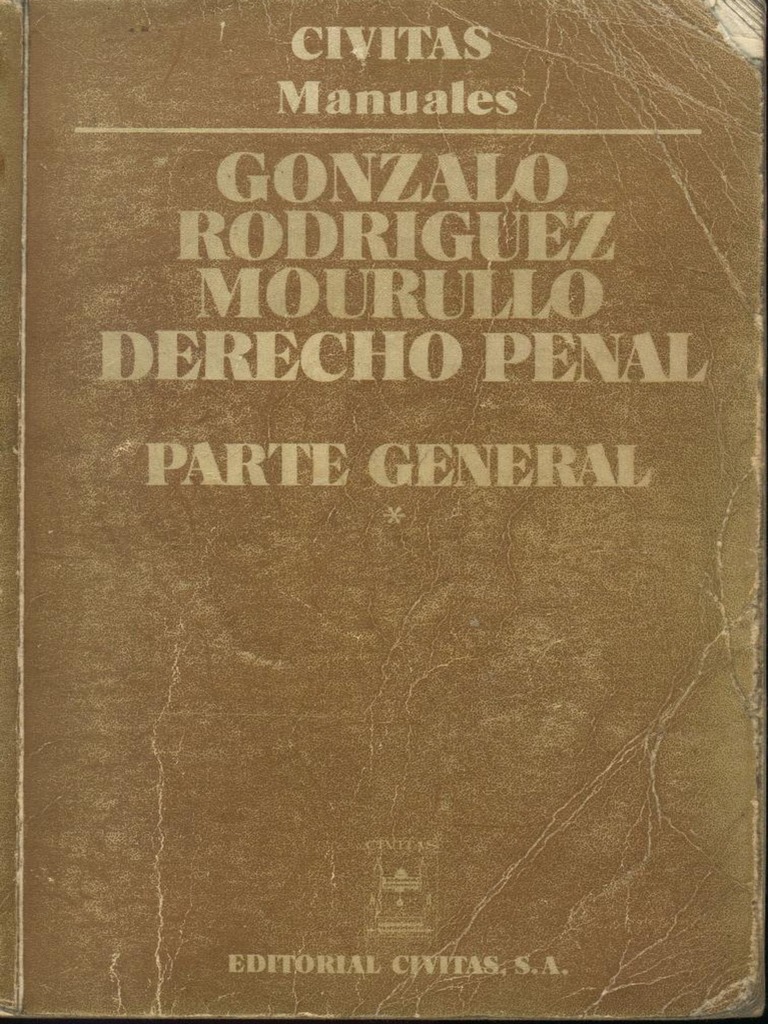 CIVITAS
Manuales
GONZALO
RODRIGUEZ
MOURULLO
DERECHO PENAL
PARTE GENERAL
*
CIVITAS
EDITORIAL CIVITAS, S.A.